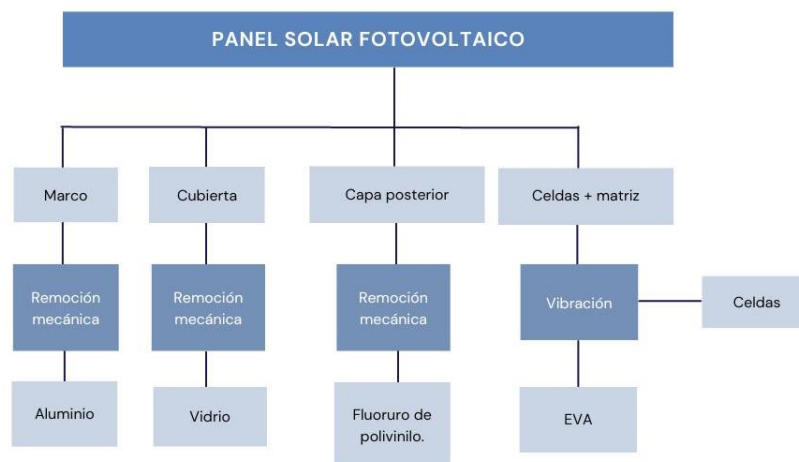 PANEL SOLAR FOTOVOLTAICO
Marco
Cubierta
Capa posterior
Celdas + matriz
Remoción
mecánica
Remoción
mecánica
Remoción
mecánica
Vibración
Celdas
Aluminio
Vidrio
Fluoruro de
polivinilo.
EVA